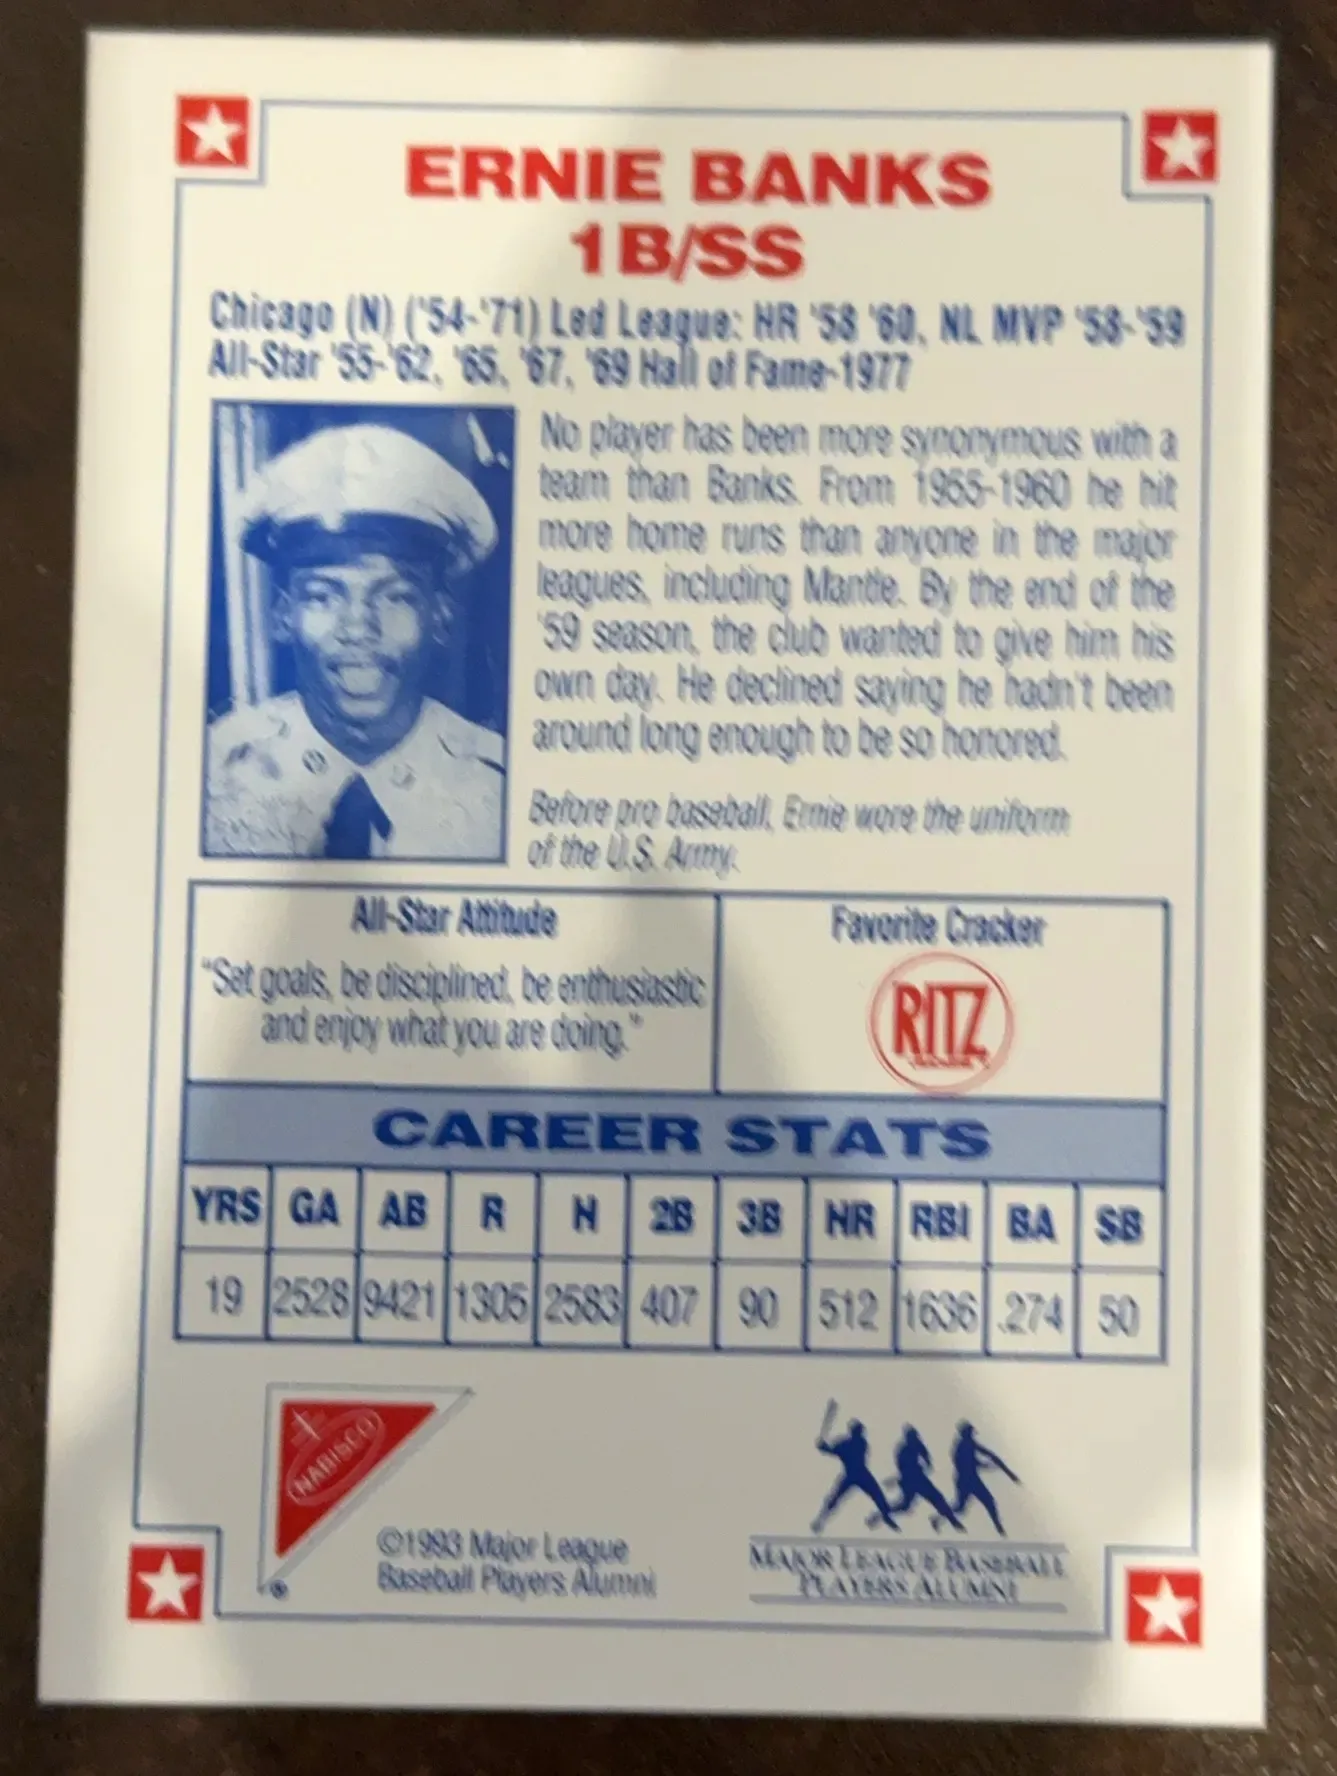 ERNIE BANKS
1B/SS
Chicago (N) ('54-'71) Led League: HR '58 '60, NL MVP '58-'59
All-Star '55-'62, '65, '67, '69 Hall of Fame-1977
No player has been more synonymous with a
team than Banks. From 1955-1960 he hit
more home runs than anyone in the major
leagues, including Mantle. By the end of the
'59 season, the club wanted to give him his
own day. He declined saying he hadn't been
around long enough to be so honored.
Before pro baseball, Ernie wore the uniform
of the U.S. Army.
All-Star Attitude
"Set goals, be disciplined, be enthusiastic
and enjoy what you are doing."
Favorite Cracker
RITZ
CAREER STATS
YRS GA AB R H 2B 3B HR RBI BA SB
19 2528 9421 1305 2583 407 90 512 1636 .274 50
NABISCO
®
©1993 Major League
Baseball Players Alumni
MAJOR LEAGUE BASEBALL
PLAYERS ALUMNI